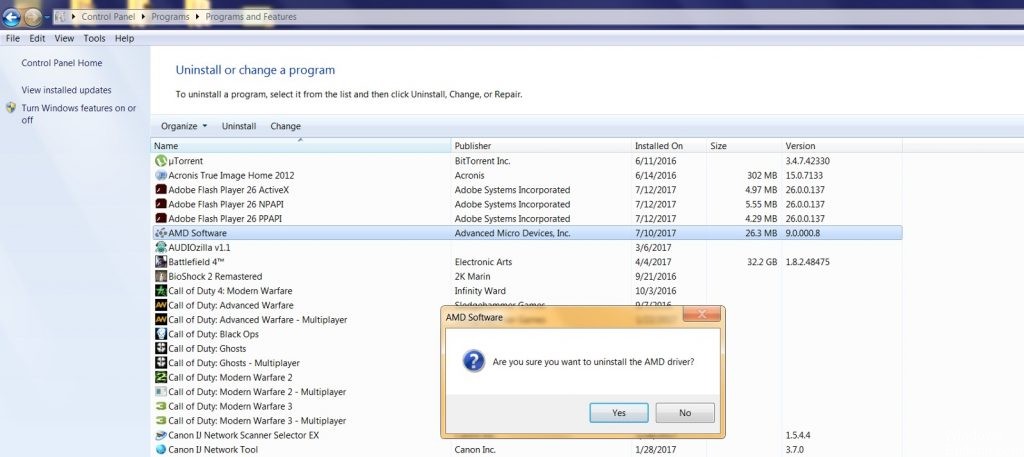 Control Panel Programs Programs and Features
File Edit View Tools Help
Control Panel Home
View installed updates
Turn Windows features on or
off
Uninstall or change a program
To uninstall a program, select it from the list and then click Uninstall, Change, or Repair.
Organize Uninstall Change
Name Publisher Installed On Size Version
µTorrent BitTorrent Inc. 6/11/2016 3.4.7.42330
Acronis True Image Home 2012 Acronis 6/14/2016 302 MB 15.0.7133
Adobe Flash Player 26 ActiveX Adobe Systems Incorporated 7/12/2017 4.97 MB 26.0.0.137
Adobe Flash Player 26 NPAPI Adobe Systems Incorporated 7/12/2017 5.55 MB 26.0.0.137
Adobe Flash Player 26 PPAPI Adobe Systems Incorporated 7/12/2017 4.29 MB 26.0.0.137
AMD Software Advanced Micro Devices, Inc. 7/10/2017 26.3 MB 9.0.000.8
AUDIOzilla v1.1 3/6/2017
Battlefield 4™ Electronic Arts 4/4/2017 32.2 GB 1.8.2.48475
BioShock 2 Remastered 2K Marin 9/21/2016
Call of Duty 4: Modern Warfare Infinity Ward 10/3/2016
Call of Duty: Advanced Warfare Sledgehammer Games 9/7/2016
Call of Duty: Advanced Warfare - Multiplayer
Call of Duty: Black Ops
Call of Duty: Ghosts
Call of Duty: Ghosts - Multiplayer
Call of Duty: Modern Warfare 2
Call of Duty: Modern Warfare 2 - Multiplayer
Call of Duty: Modern Warfare 3
Call of Duty: Modern Warfare 3 - Multiplayer
Canon IJ Network Scanner Selector EX 1.5.4.4
Canon IJ Network Tool Canon Inc. 1/28/2017 3.7.0
AMD Software
Are you sure you want to uninstall the AMD driver?
Yes No